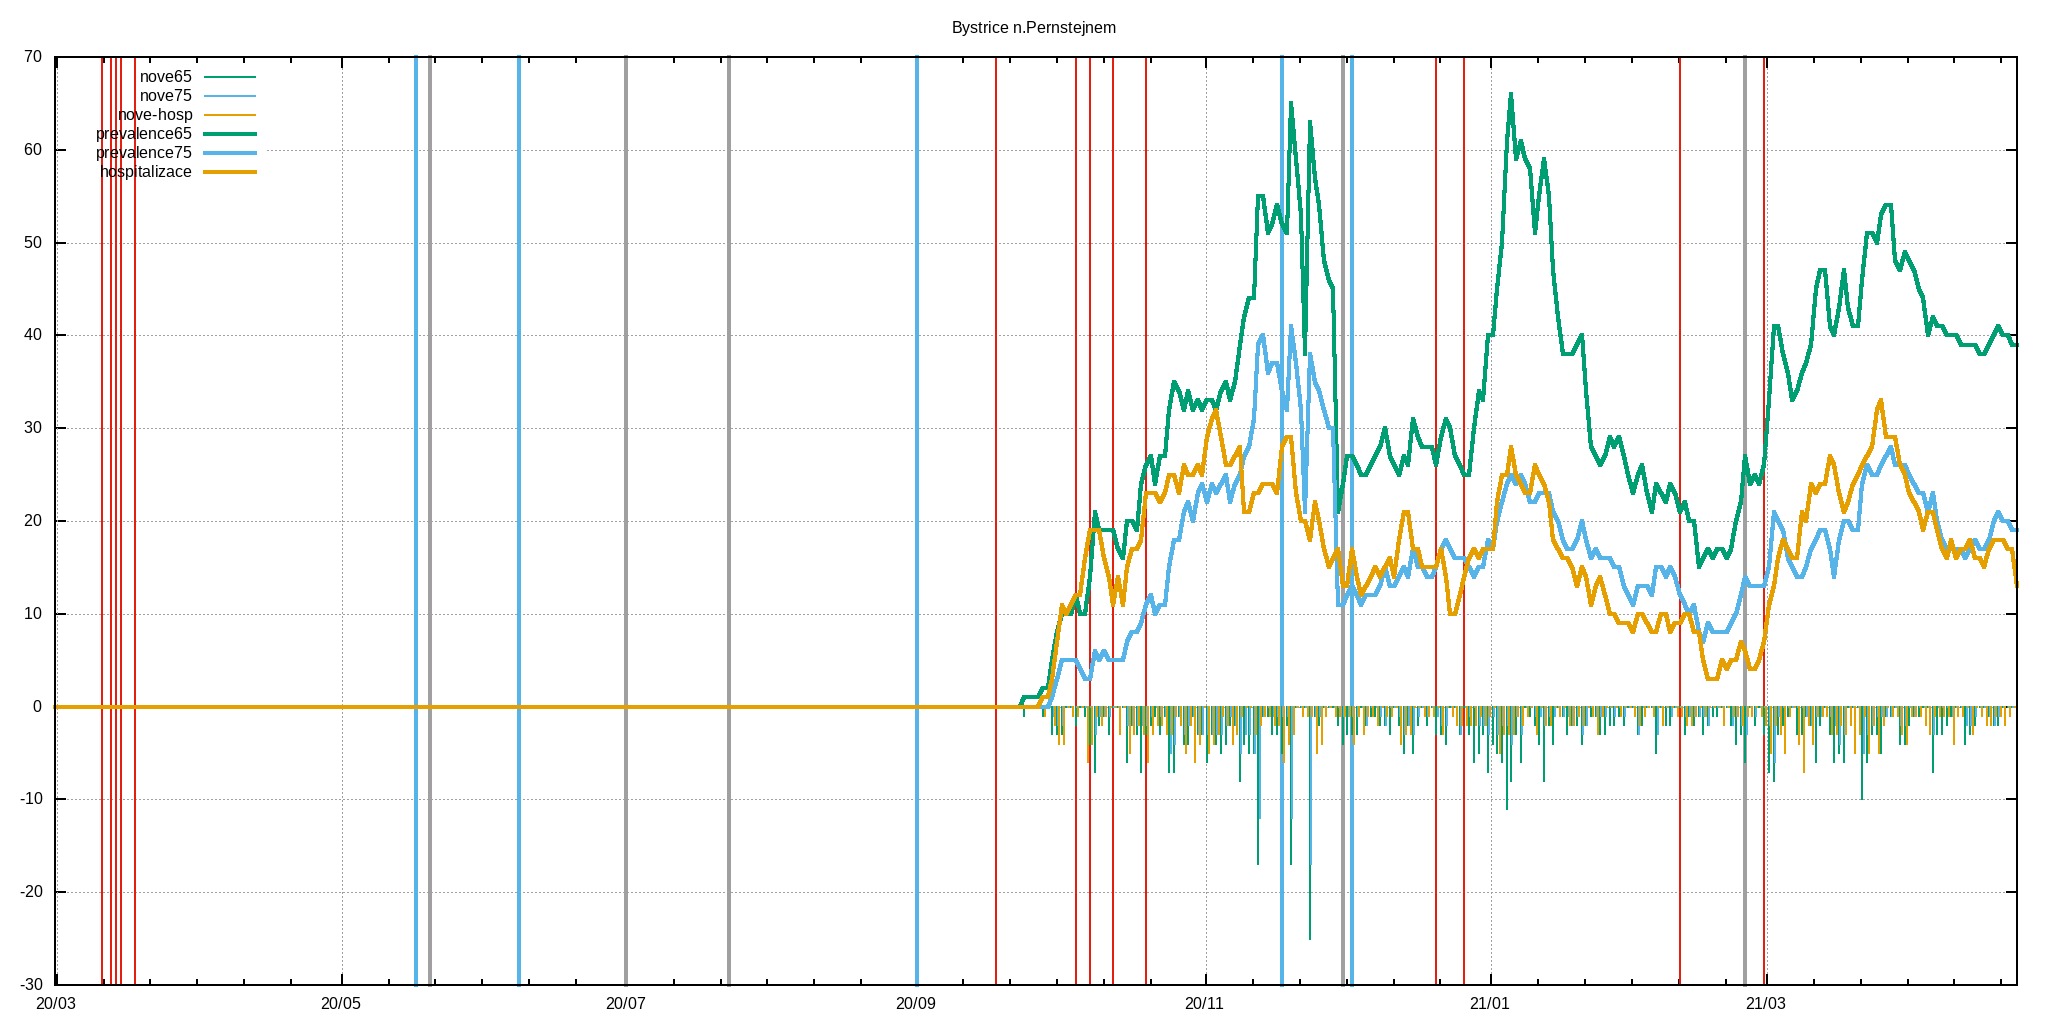 Bystrice n.Pernstejnem
70
60
50
40
30
20
10
0
-10
-20
-30
nove65
nove75
nove-hosp
prevalence65
prevalence75
hospitalizace
20/03 20/05 20/07 20/09 20/11 21/01 21/03